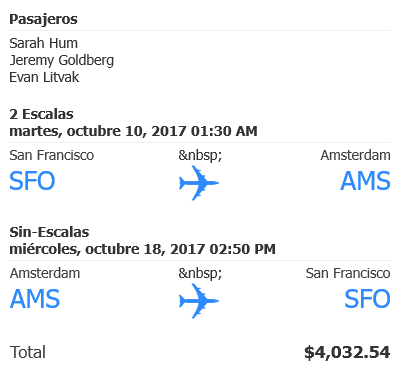 Pasajeros
Sarah Hum
Jeremy Goldberg
Evan Litvak
2 Escalas
martes, octubre 10, 2017 01:30 AM
San Francisco &nbsp; Amsterdam
SFO AMS
Sin-Escalas
miércoles, octubre 18, 2017 02:50 PM
Amsterdam &nbsp; San Francisco
AMS SFO
Total $4,032.54